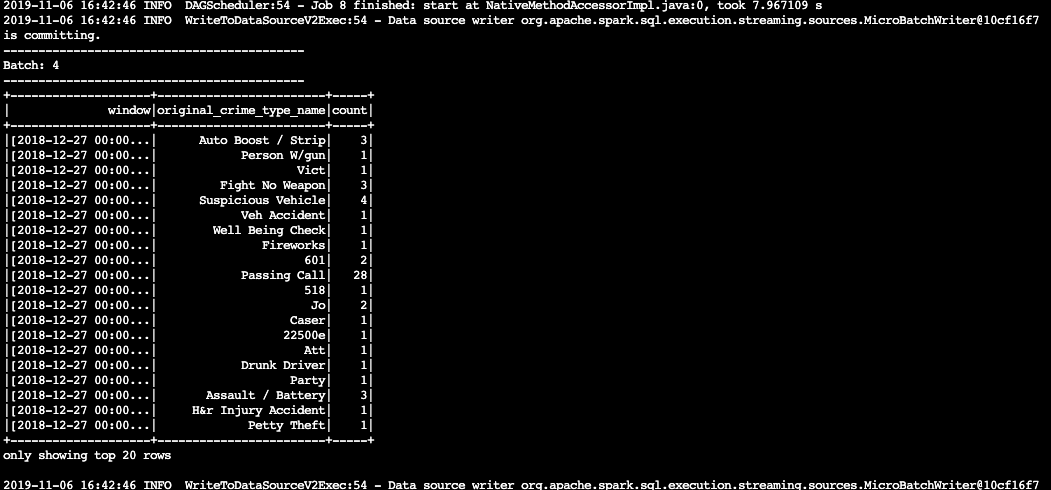 2019-11-06 16:42:46 INFO  DAGScheduler:54 - Job 8 finished: start at NativeMethodAccessorImpl.java:0, took 7.967109 s
2019-11-06 16:42:46 INFO  WriteToDataSourceV2Exec:54 - Data source writer org.apache.spark.sql.execution.streaming.sources.MicroBatchWriter@10cf16f7
is committing.
-------------------------------------------
Batch: 4
-------------------------------------------
+--------------------+------------------------+-----+
|              window|original_crime_type_name|count|
+--------------------+------------------------+-----+
|[2018-12-27 00:00...|      Auto Boost / Strip|    3|
|[2018-12-27 00:00...|            Person W/gun|    1|
|[2018-12-27 00:00...|                    Vict|    1|
|[2018-12-27 00:00...|         Fight No Weapon|    3|
|[2018-12-27 00:00...|      Suspicious Vehicle|    4|
|[2018-12-27 00:00...|            Veh Accident|    1|
|[2018-12-27 00:00...|        Well Being Check|    1|
|[2018-12-27 00:00...|               Fireworks|    1|
|[2018-12-27 00:00...|                     601|    2|
|[2018-12-27 00:00...|            Passing Call|   28|
|[2018-12-27 00:00...|                     518|    1|
|[2018-12-27 00:00...|                      Jo|    2|
|[2018-12-27 00:00...|                   Caser|    1|
|[2018-12-27 00:00...|                  22500e|    1|
|[2018-12-27 00:00...|                     Att|    1|
|[2018-12-27 00:00...|            Drunk Driver|    1|
|[2018-12-27 00:00...|                   Party|    1|
|[2018-12-27 00:00...|       Assault / Battery|    3|
|[2018-12-27 00:00...|     H&r Injury Accident|    1|
|[2018-12-27 00:00...|             Petty Theft|    1|
+--------------------+------------------------+-----+
only showing top 20 rows
2019-11-06 16:42:46 INFO  WriteToDataSourceV2Exec:54 - Data source writer org.apache.spark.sql.execution.streaming.sources.MicroBatchWriter@10cf16f7